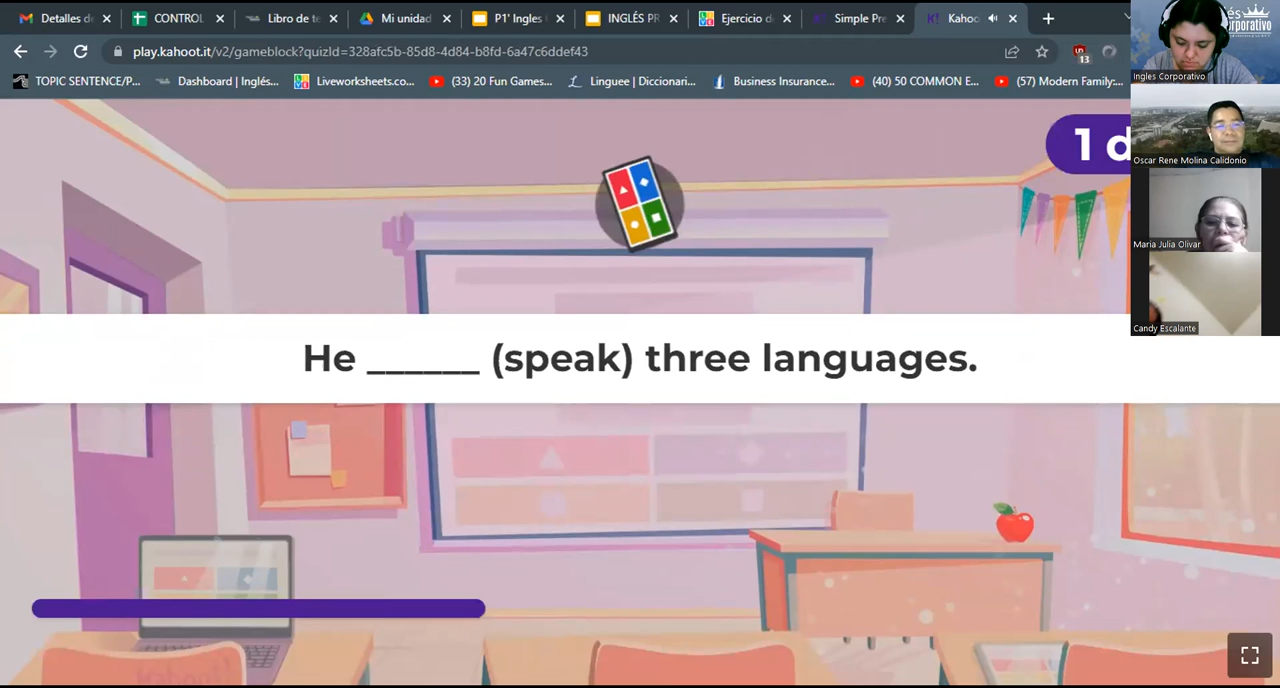 Detalles de
CONTROL
Libro de te
Mi unidad
P1' Ingles
INGLÉS PR
Ejercicio d
Simple Pre
Kahoo
play.kahoot.it/v2/gameblock?quizId=328afc5b-85d8-4d84-b8fd-6a47c6ddef43
13
TOPIC SENTENCE/P...
Dashboard | Inglés...
Liveworksheets.co...
(33) 20 Fun Games...
Linguee | Diccionari...
Business Insurance...
(40) 50 COMMON E...
(57) Modern Family:...
Ingles Corporativo
Oscar Rene Molina Calidonio
Maria Julia Olivar
Candy Escalante
1 d
He ______ (speak) three languages.